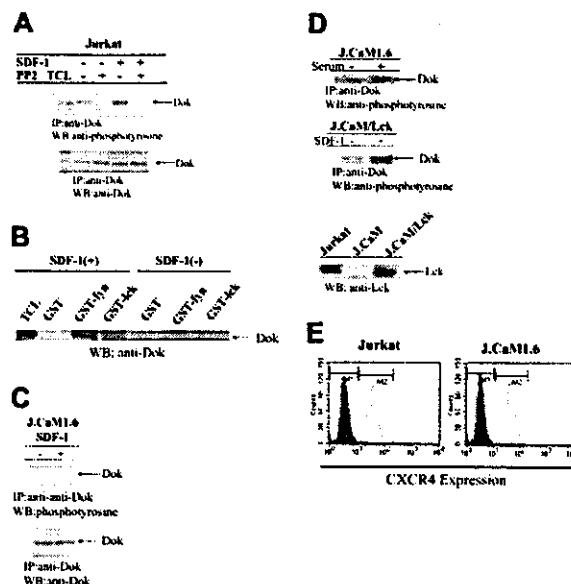 A
Jurkat
SDF-1 - - + +
PP2 TCL - + - +
Dok
IP:anti-Dok
WB:anti-phosphotyrosine
Dok
IP:anti-Dok
WB:anti-Dok
B
SDF-1(+) SDF-1(-)
TCL GST GST-fyn GST-lck GST GST-fyn GST-lck
Dok
WB: anti-Dok
C
J.CaM1.6
SDF-1
- +
Dok
IP:anti-anti-Dok
WB:phosphotyrosine
Dok
IP:anti-Dok
WB:anti-Dok
D
J.CaM1.6
Serum - +
Dok
IP:anti-Dok
WB:anti-phosphotyrosine
J.CaM/Lck
SDF-1 - +
Dok
IP:anti-Dok
WB:anti-phosphotyrosine
Jurkat J.CaM J.CaM/Lck
Lck
WB: anti-Lck
E
Jurkat J.CaM1.6
M2 M2
Counts Counts
CXCR4 Expression